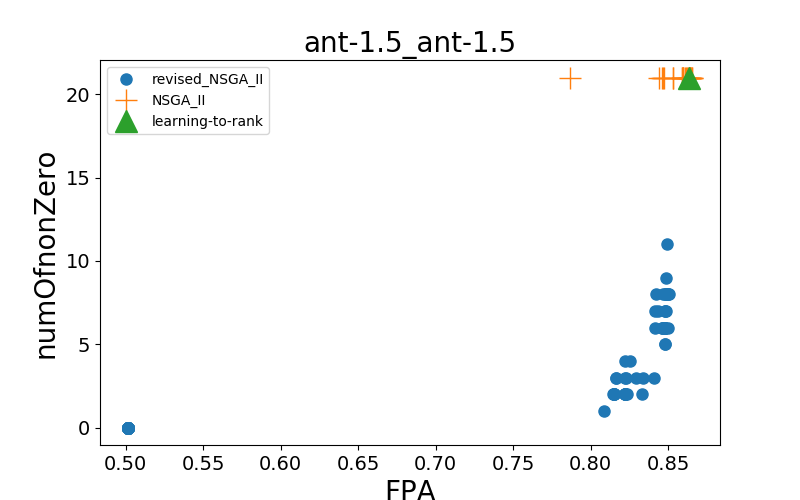 ant-1.5_ant-1.5
revised_NSGA_II
NSGA_II
learning-to-rank
numOfnonZero
20
15
10
5
0
0.50 0.55 0.60 0.65 0.70 0.75 0.80 0.85
FPA